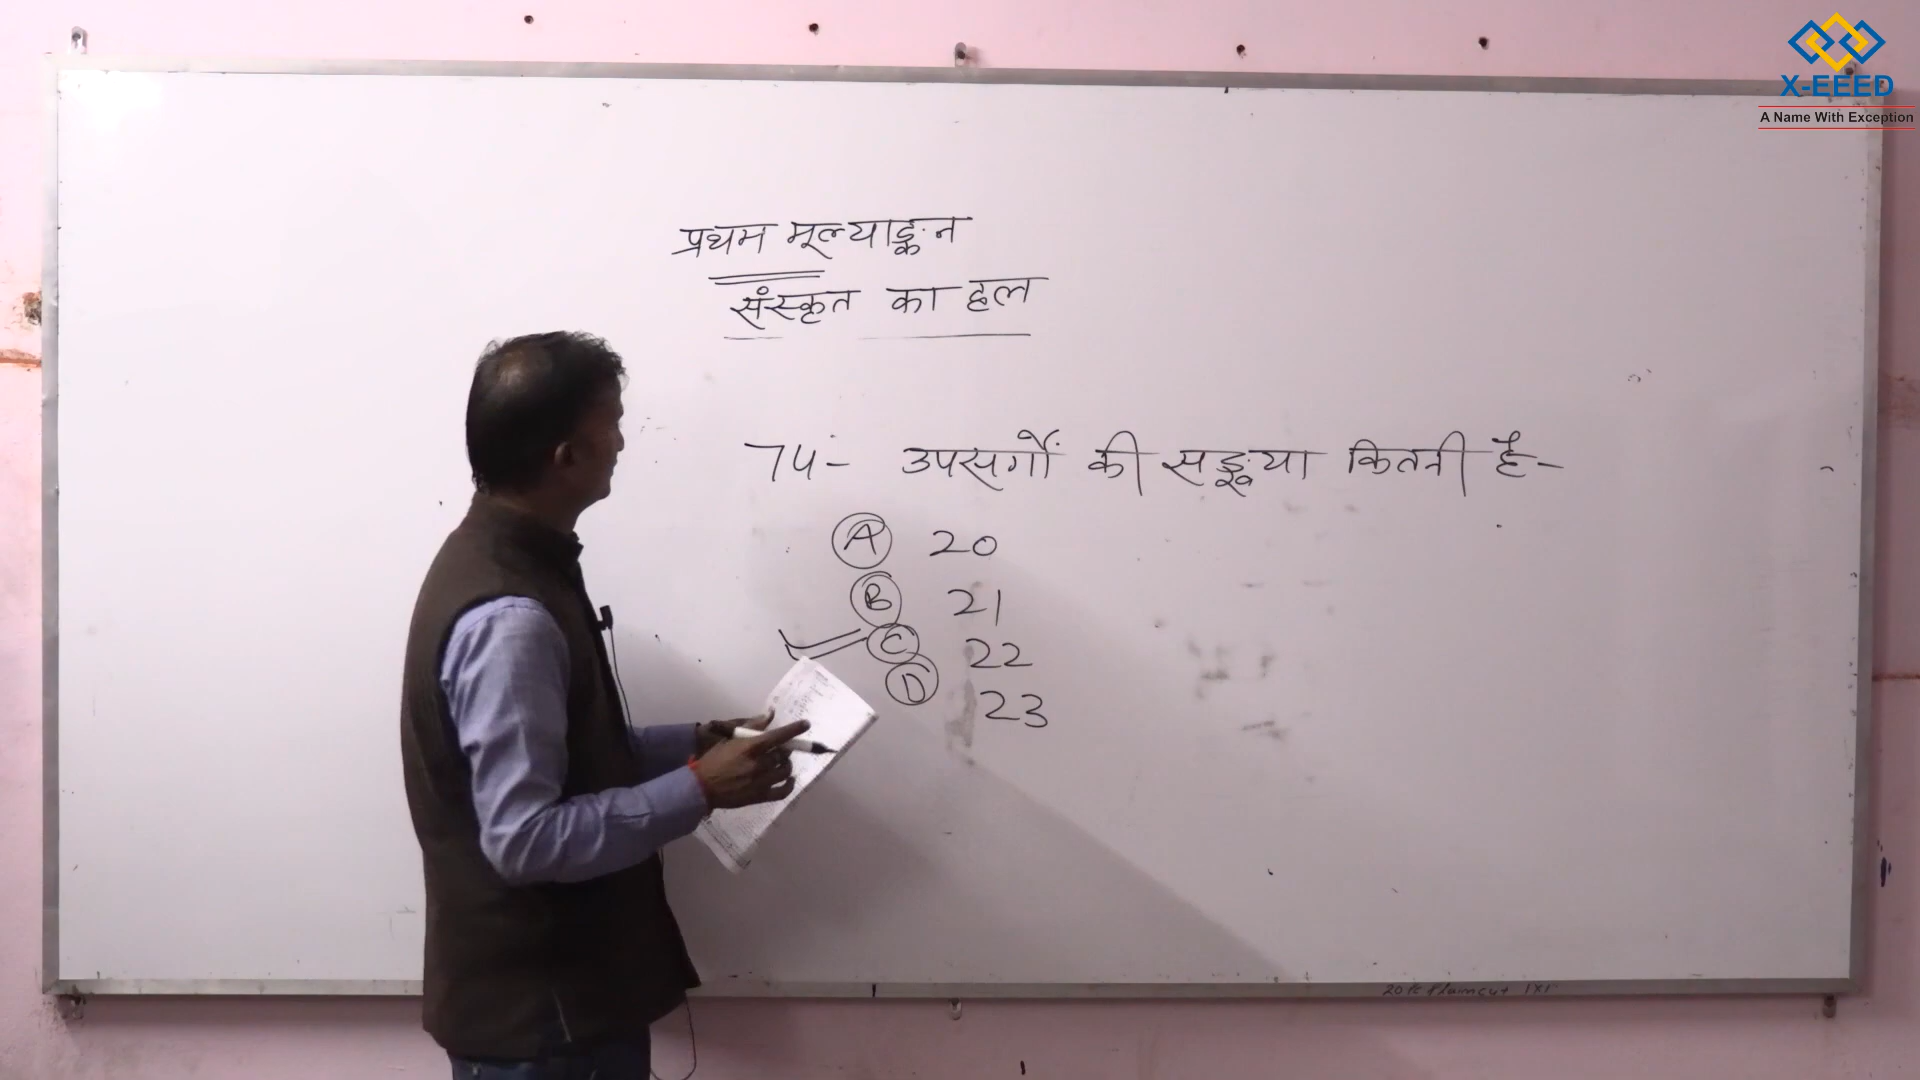 X-EEED
A Name With Exception
प्रथम मूल्याङ्कन
संस्कृत का हल
74- उपसर्गों की सङ्ख्या कितनी है-
A 20
B 21
C 22
D 23